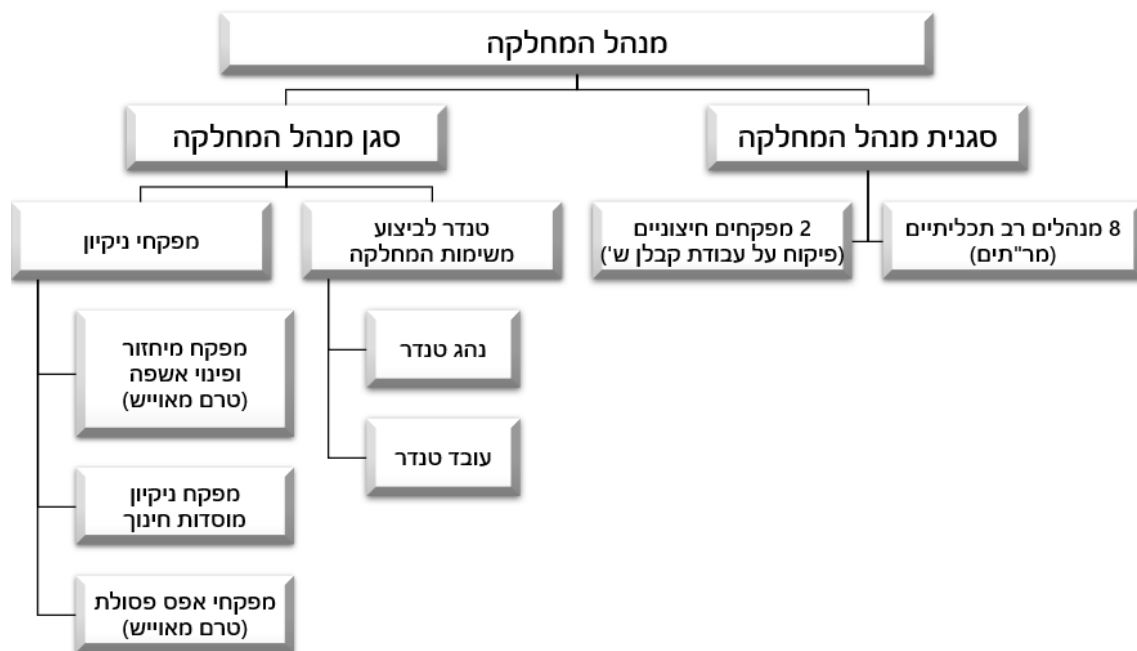 מנהל המחלקה
סגנית מנהל המחלקה
סגן מנהל המחלקה
8 מנהלים רב תכליתיים
(מר"תים)
2 מפקחים חיצוניים
(פיקוח על עבודת קבלן ש')
טנדר לביצוע
משימות המחלקה
מפקחי ניקיון
נהג טנדר
עובד טנדר
מפקח מיחזור
ופינוי אשפה
(טרם מאוייש)
מפקח ניקיון
מוסדות חינוך
מפקחי אפס פסולת
(טרם מאוייש)